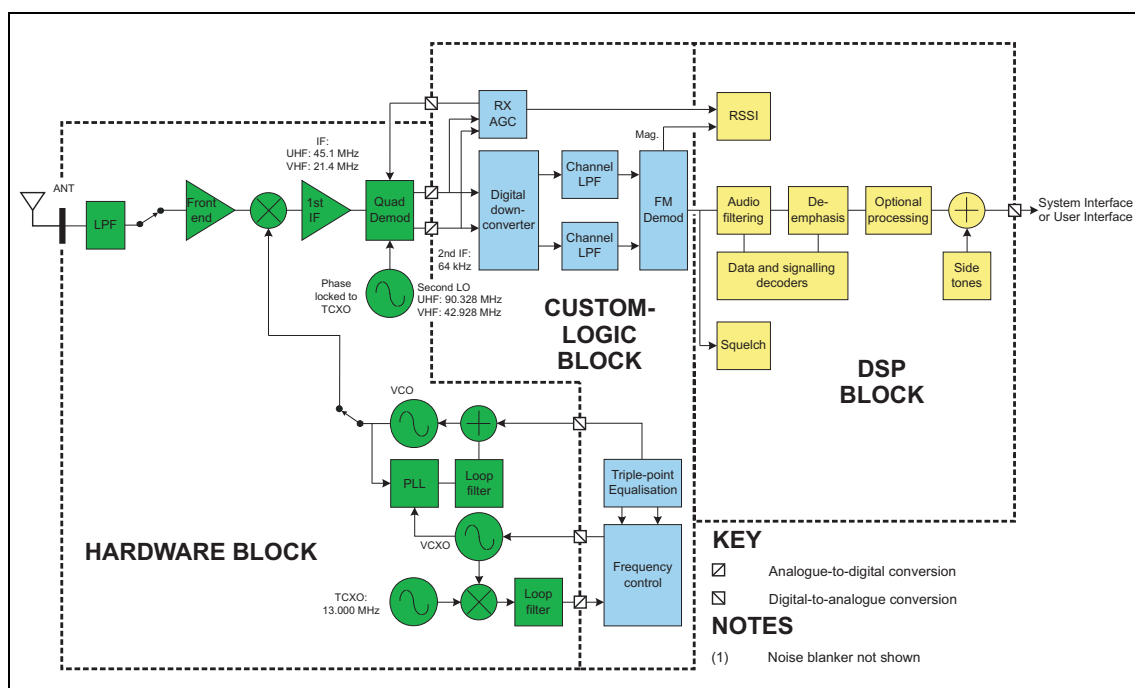 ANT
LPF
Front
end
IF:
UHF: 45.1 MHz
VHF: 21.4 MHz
1st
IF
Quad
Demod
Phase
locked to
TCXO
Second LO
UHF: 90.328 MHz
VHF: 42.928 MHz
2nd IF:
64 kHz
RX
AGC
Digital
down-
converter
Channel
LPF
Channel
LPF
Mag.
FM
Demod
CUSTOM-
LOGIC
BLOCK
RSSI
Audio
filtering
De-
emphasis
Optional
processing
Data and signalling
decoders
Side
tones
System Interface
or User Interface
Squelch
DSP
BLOCK
VCO
PLL
Loop
filter
VCXO
TCXO:
13.000 MHz
Loop
filter
Triple-point
Equalisation
Frequency
control
HARDWARE BLOCK
KEY
Analogue-to-digital conversion
Digital-to-analogue conversion
NOTES
(1) Noise blanker not shown